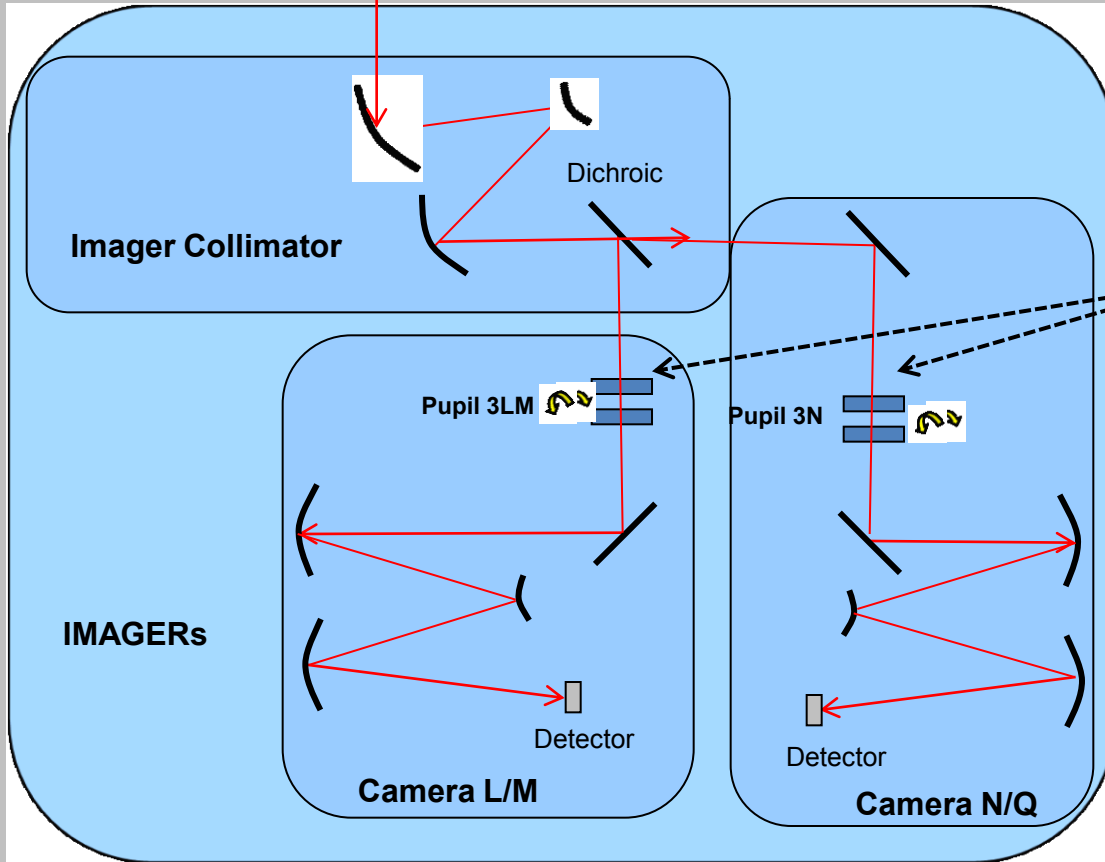 Dichroic
Imager Collimator
Pupil 3LM
Pupil 3N
IMAGERs
Detector
Detector
Camera L/M
Camera N/Q